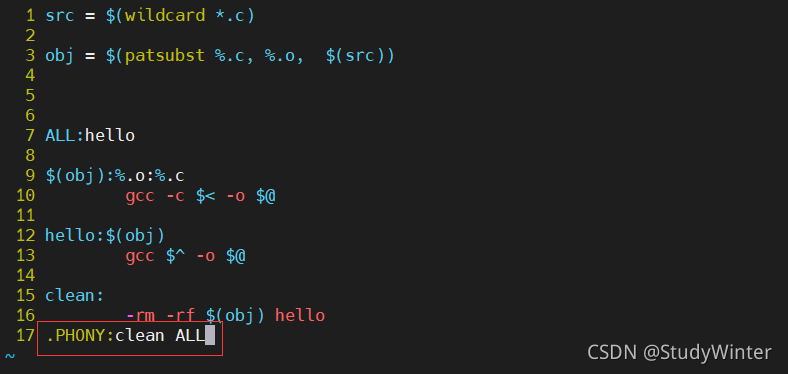 1 src = $(wildcard *.c)
2
3 obj = $(patsubst %.c, %.o,  $(src))
4
5
6
7 ALL:hello
8
9 $(obj):%.o:%.c
10         gcc -c $< -o $@
11
12 hello:$(obj)
13         gcc $^ -o $@
14
15 clean:
16         -rm -rf $(obj) hello
17 .PHONY:clean ALL
~
CSDN @StudyWinter